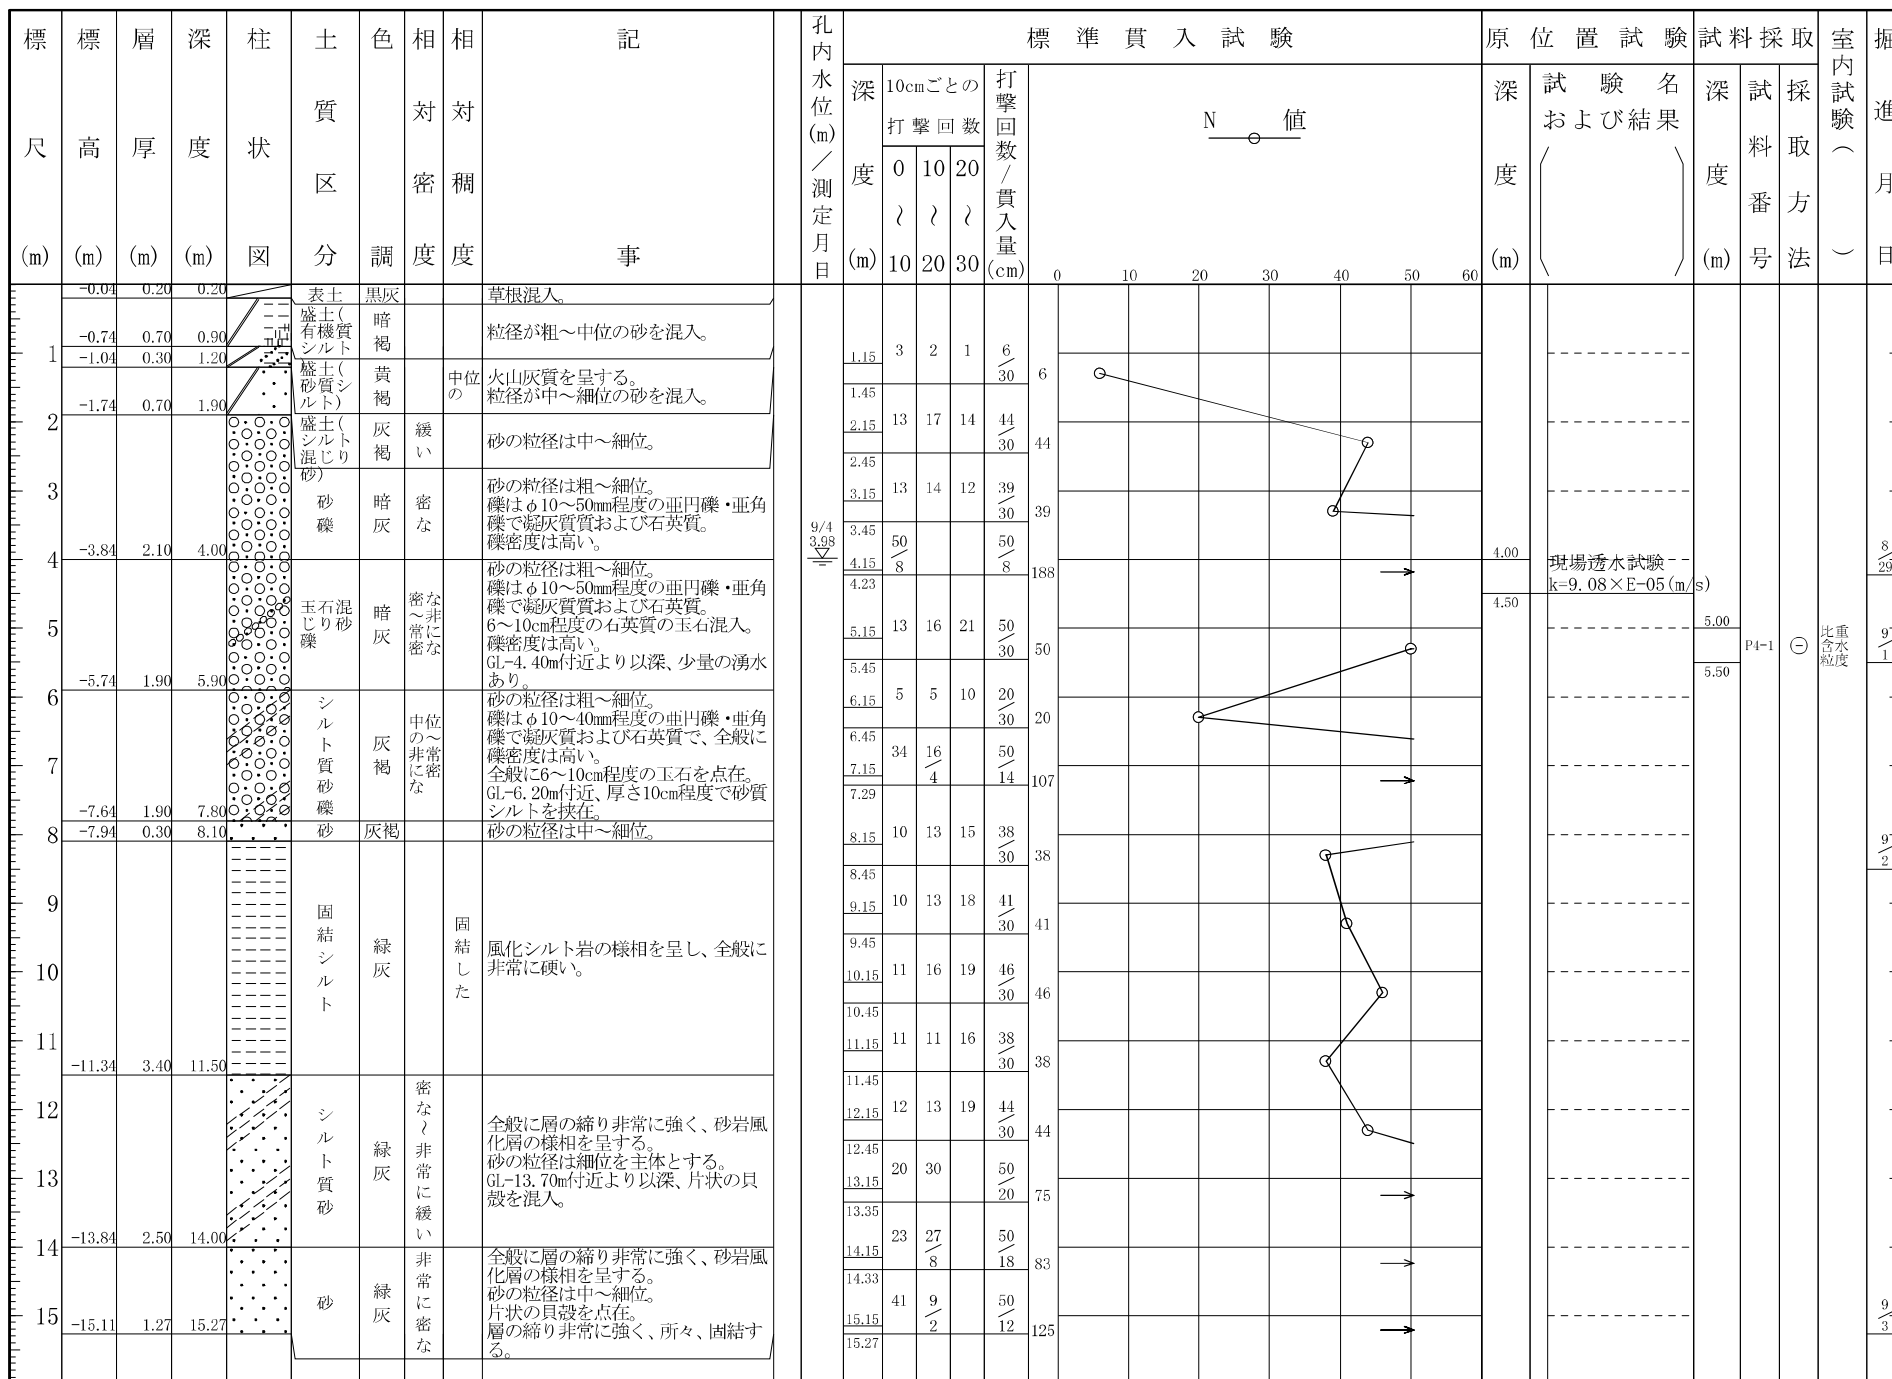 標尺(m)
標高(m)
層厚(m)
深度(m)
柱状図
土質区分
色調
相対密度
相対稠度
記事
孔内水位(m)／測定月日
標準貫入試験
深度(m)
10cmごとの
打撃回数
0〜10
10〜20
20〜30
打撃回数/貫入量(cm)
N 値
0 10 20 30 40 50 60
原位置試験
深度(m)
試験名
および結果
試料採取
深度(m)
試料番号
採取方法
室内試験（ ）
掘進月日
1
2
3
4
5
6
7
8
9
10
11
12
13
14
15
-0.04 0.20 0.20
-0.74 0.70 0.90
-1.04 0.30 1.20
-1.74 0.70 1.90
-3.84 2.10 4.00
-5.74 1.90 5.90
-7.64 1.90 7.80
-7.94 0.30 8.10
-11.34 3.40 11.50
-13.84 2.50 14.00
-15.11 1.27 15.27
表土
黒灰
草根混入。
盛土(
有機質
シルト
暗褐
粒径が粗〜中位の砂を混入。
盛土(
砂質シ
ルト)
黄褐
中位の
火山灰質を呈する。
粒径が中〜細位の砂を混入。
盛土(
シルト
混じり
砂)
灰褐
緩い
砂の粒径は中〜細位。
砂礫
暗灰
密な
砂の粒径は粗〜細位。
礫はφ10〜50mm程度の亜円礫・亜角
礫で凝灰質質および石英質。
礫密度は高い。
玉石混
じり砂
礫
暗灰
密な〜非常に密な
砂の粒径は粗〜細位。
礫はφ10〜50mm程度の亜円礫・亜角
礫で凝灰質質および石英質。
6〜10cm程度の石英質の玉石混入。
礫密度は高い。
GL-4.40m付近より以深、少量の湧水
あり。
シルト質砂礫
灰褐
中位の〜非常に密な
砂の粒径は粗〜細位。
礫はφ10〜40mm程度の亜円礫・亜角
礫で凝灰質および石英質で、全般に
礫密度は高い。
全般に6〜10cm程度の玉石を点在。
GL-6.20m付近、厚さ10cm程度で砂質
シルトを挟在。
砂
灰褐
砂の粒径は中〜細位。
固結シルト
緑灰
固結した
風化シルト岩の様相を呈し、全般に
非常に硬い。
シルト質砂
緑灰
密な〜非常に緩い
全般に層の締り非常に強く、砂岩風
化層の様相を呈する。
砂の粒径は細位を主体とする。
GL-13.70m付近より以深、片状の貝
殻を混入。
砂
緑灰
非常に密な
全般に層の締り非常に強く、砂岩風
化層の様相を呈する。
砂の粒径は中〜細位。
片状の貝殻を点在。
層の締り非常に強く、所々、固結す
る。
9/4
3.98
1.15 3 2 1 6/30 6
1.45
2.15 13 17 14 44/30 44
2.45
3.15 13 14 12 39/30 39
3.45
4.15 50/8 50/8 188
4.23
5.15 13 16 21 50/30 50
5.45
6.15 5 5 10 20/30 20
6.45
7.15 34 16/4 50/14 107
7.29
8.15 10 13 15 38/30 38
8.45
9.15 10 13 18 41/30 41
9.45
10.15 11 16 19 46/30 46
10.45
11.15 11 11 16 38/30 38
11.45
12.15 12 13 19 44/30 44
12.45
13.15 20 30 50/20 75
13.35
14.15 23 27/8 50/18 83
14.33
15.15 41 9/2 50/12 125
15.27
4.00
現場透水試験
k=9.08×E-05(m/s)
4.50
5.00
5.50
P4-1
比重
含水
粒度
8/29
9/1
9/2
9/3